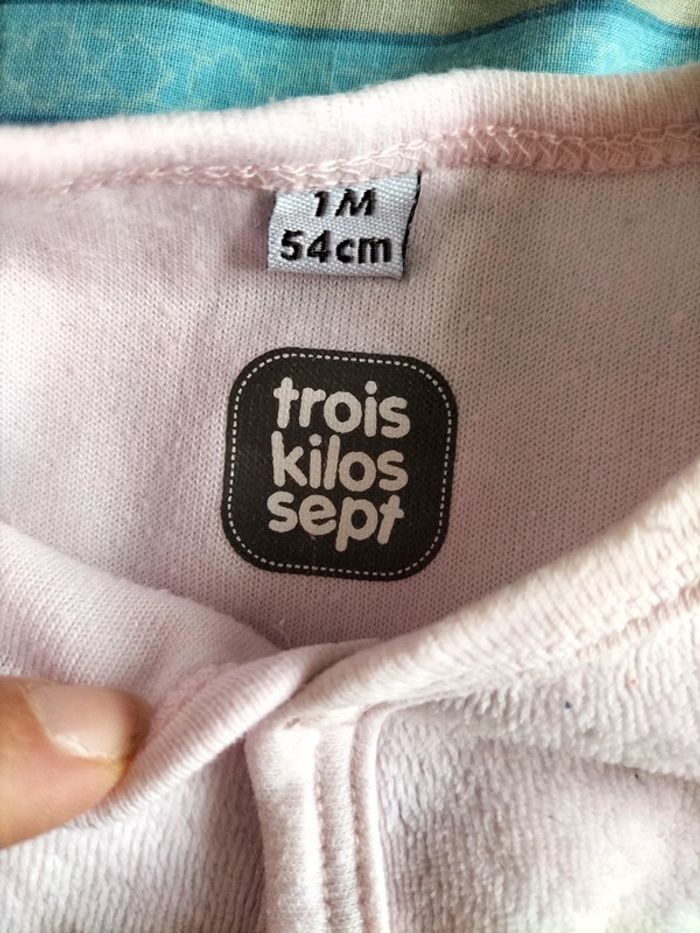 1M
54cm
trois
kilos
sept